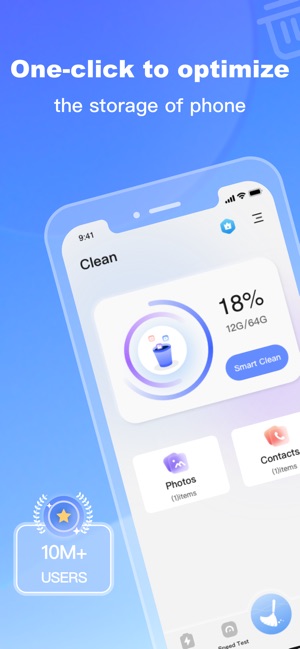 One-click to optimize
the storage of phone
9:41
Clean
18%
12G/64G
Smart Clean
Photos
(1)Items
Contacts
(1)Items
10M+
USERS
Speed Test